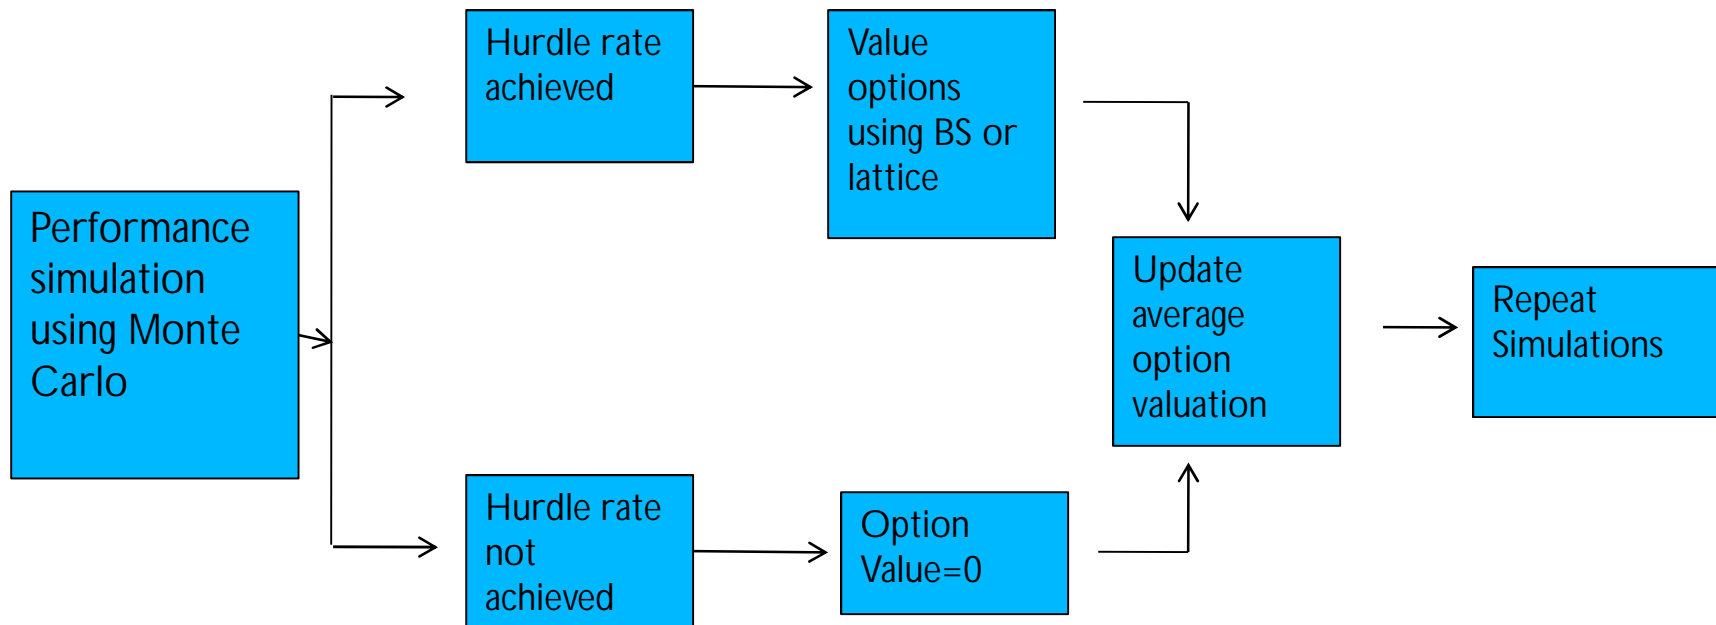 Performance
simulation
using Monte
Carlo
Hurdle rate
achieved
Value
options
using BS or
lattice
Hurdle rate
not
achieved
Option
Value=0
Update
average
option
valuation
Repeat
Simulations